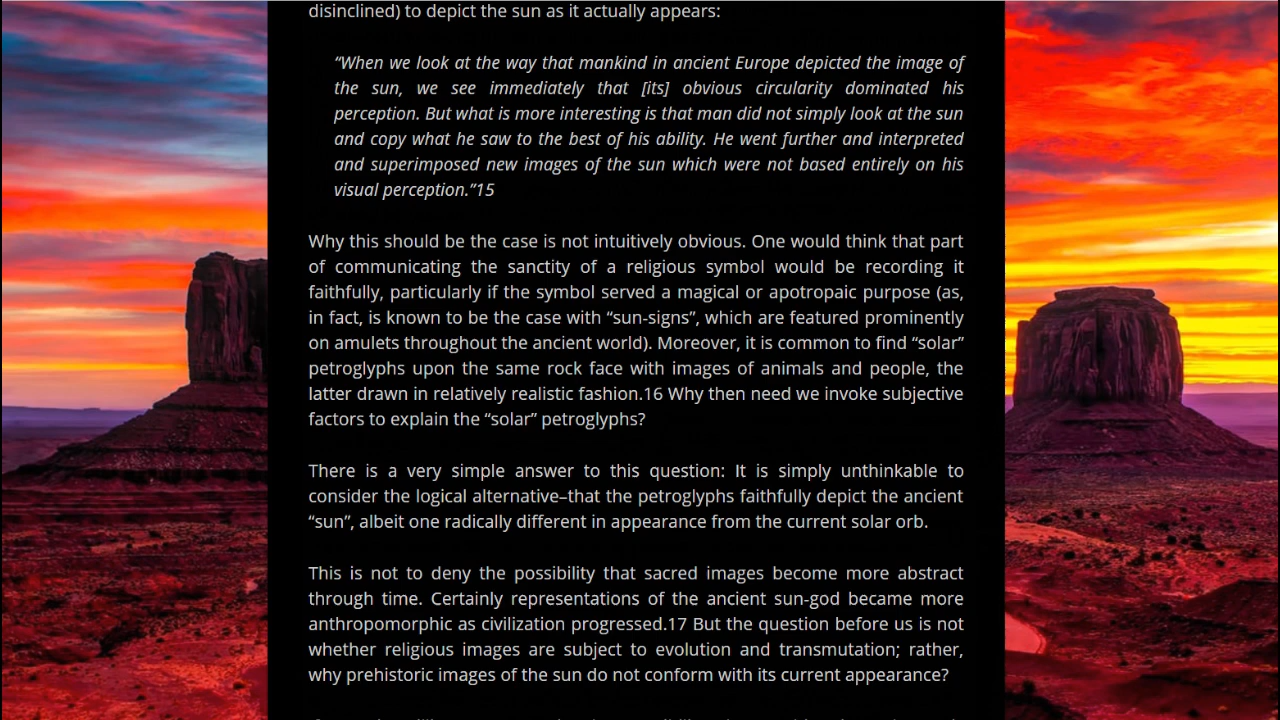 disinclined) to depict the sun as it actually appears:
“When we look at the way that mankind in ancient Europe depicted the image of
the sun, we see immediately that [its] obvious circularity dominated his
perception. But what is more interesting is that man did not simply look at the sun
and copy what he saw to the best of his ability. He went further and interpreted
and superimposed new images of the sun which were not based entirely on his
visual perception.”15
Why this should be the case is not intuitively obvious. One would think that part
of communicating the sanctity of a religious symbol would be recording it
faithfully, particularly if the symbol served a magical or apotropaic purpose (as,
in fact, is known to be the case with “sun-signs”, which are featured prominently
on amulets throughout the ancient world). Moreover, it is common to find “solar”
petroglyphs upon the same rock face with images of animals and people, the
latter drawn in relatively realistic fashion.16 Why then need we invoke subjective
factors to explain the “solar” petroglyphs?
There is a very simple answer to this question: It is simply unthinkable to
consider the logical alternative–that the petroglyphs faithfully depict the ancient
“sun”, albeit one radically different in appearance from the current solar orb.
This is not to deny the possibility that sacred images become more abstract
through time. Certainly representations of the ancient sun-god became more
anthropomorphic as civilization progressed.17 But the question before us is not
whether religious images are subject to evolution and transmutation; rather,
why prehistoric images of the sun do not conform with its current appearance?